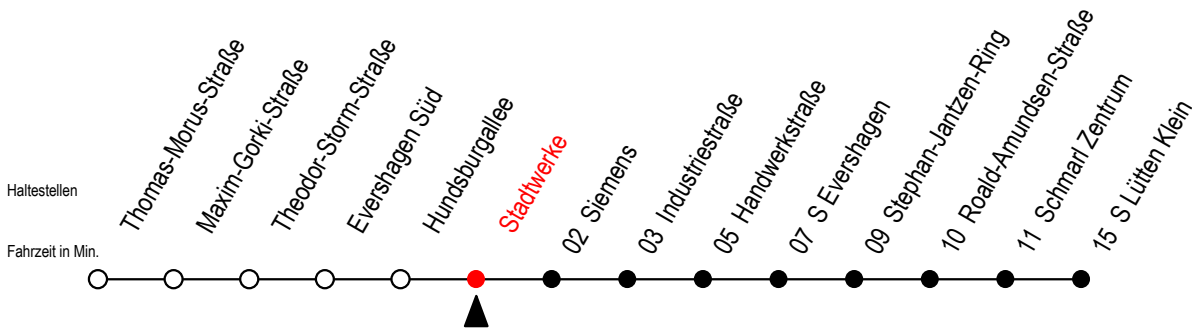 Haltestellen
Fahrzeit in Min.
Thomas-Morus-Straße
Maxim-Gorki-Straße
Theodor-Storm-Straße
Evershagen Süd
Hundsburgallee
Stadtwerke
02 Siemens
03 Industriestraße
05 Handwerkstraße
07 S Evershagen
09 Stephan-Jantzen-Ring
10 Roald-Amundsen-Straße
11 Schmarl Zentrum
15 S Lütten Klein